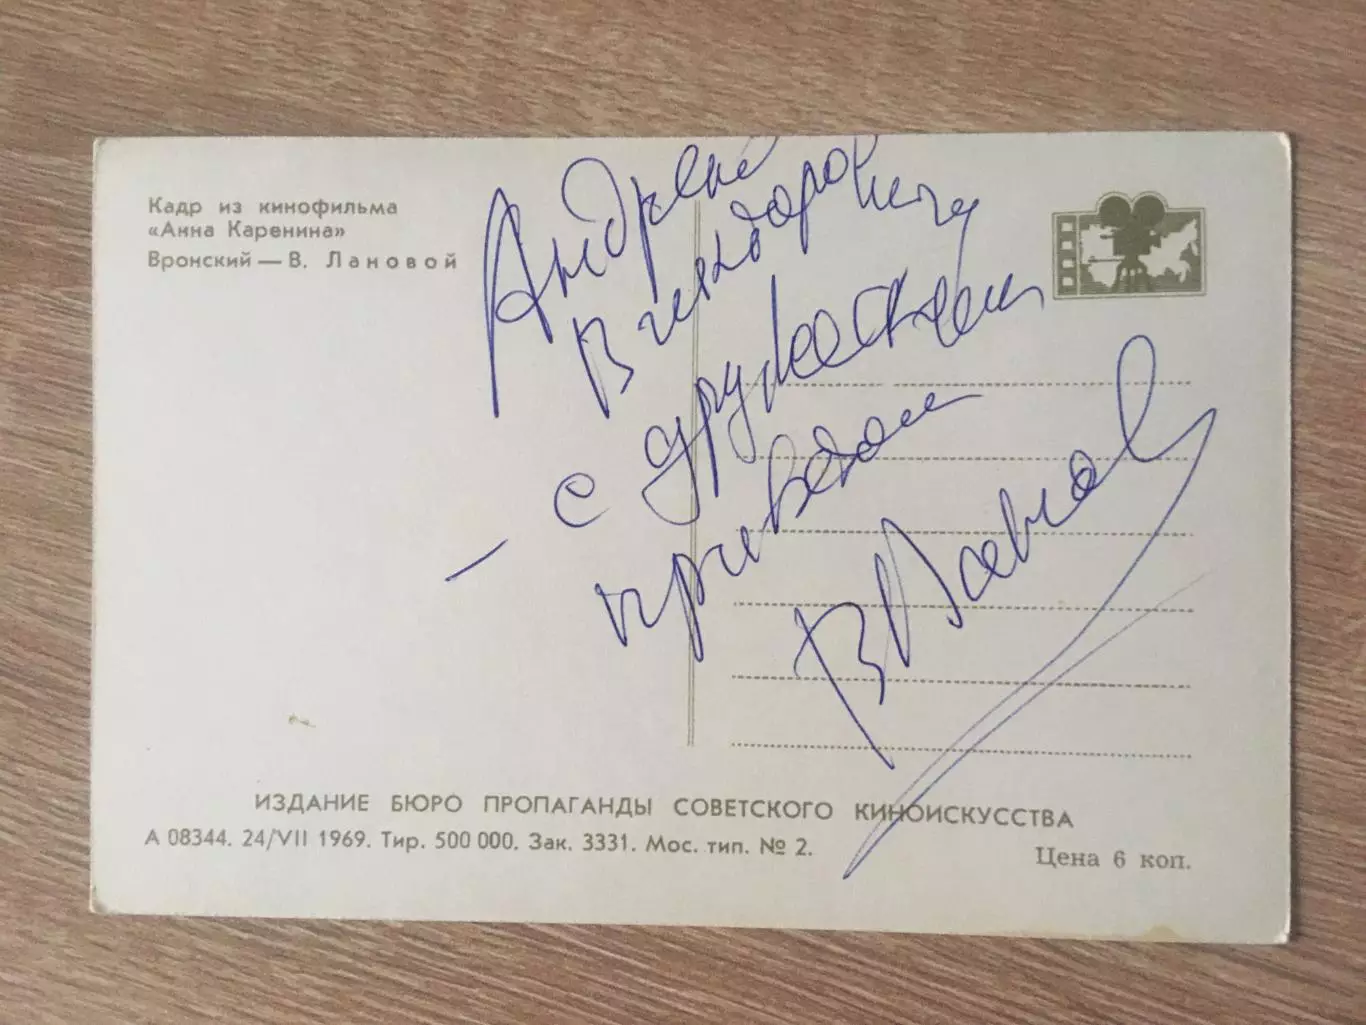 Кадр из кинофильма
«Анна Каренина»
Вронский — В. Лановой
Андрею
Викторовичу
— с дружеским
приветом
В Лановой
ИЗДАНИЕ БЮРО ПРОПАГАНДЫ СОВЕТСКОГО КИНОИСКУССТВА
А 08344. 24/VII 1969. Тир. 500 000. Зак. 3331. Мос. тип. № 2.
Цена 6 коп.